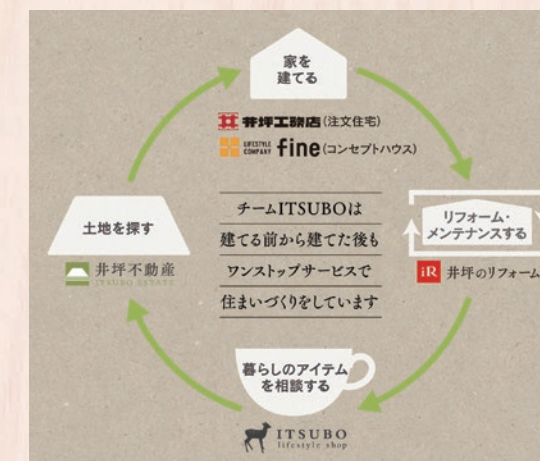 家を
建てる
井坪工務店(注文住宅)
LIFESTYLE COMPANY fine(コンセプトハウス)
土地を探す
井坪不動産
ITSUBO ESTATE
チームITSUBOは
建てる前から建てた後も
ワンストップサービスで
住まいづくりをしています
リフォーム・
メンテナンスする
iR 井坪のリフォーム
暮らしのアイテム
を相談する
ITSUBO
lifestyle shop